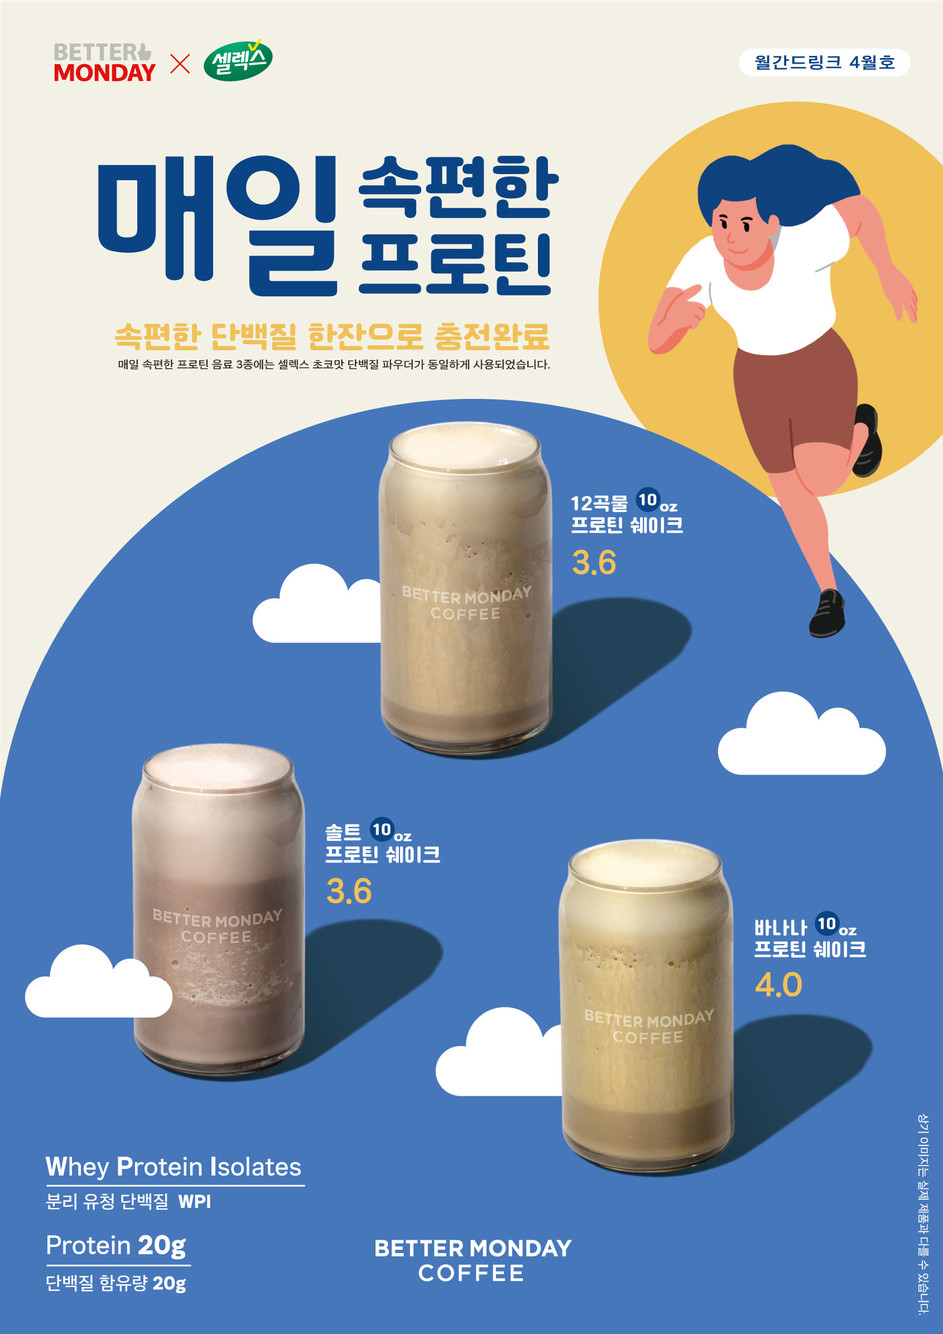 BETTER
MONDAY
셀렉스
월간드링크 4월호
매일 속편한
프로틴
속편한 단백질 한잔으로 충전완료
매일 속편한 프로틴 음료 3종에는 셀렉스 초코맛 단백질 파우더가 동일하게 사용되었습니다.
12곡물 10oz
프로틴 쉐이크
3.6
BETTER MONDAY
COFFEE
솔트 10oz
프로틴 쉐이크
3.6
BETTER MONDAY
COFFEE
바나나 10oz
프로틴 쉐이크
4.0
BETTER MONDAY
COFFEE
Whey Protein Isolates
분리 유청 단백질 WPI
Protein 20g
단백질 함유량 20g
BETTER MONDAY
COFFEE
상기 이미지는 실제 제품과 다를 수 있습니다.